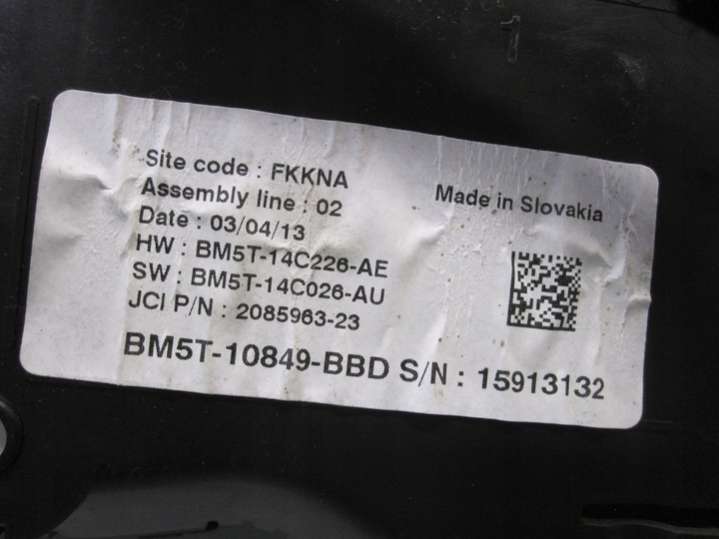 1
Site code : FKKNA
Assembly line : 02
Made in Slovakia
Date : 03/04/13
HW : BM5T-14C226-AE
SW : BM5T-14C026-AU
JCI P/N : 2085963-23
BM5T-10849-BBD S/N : 15913132